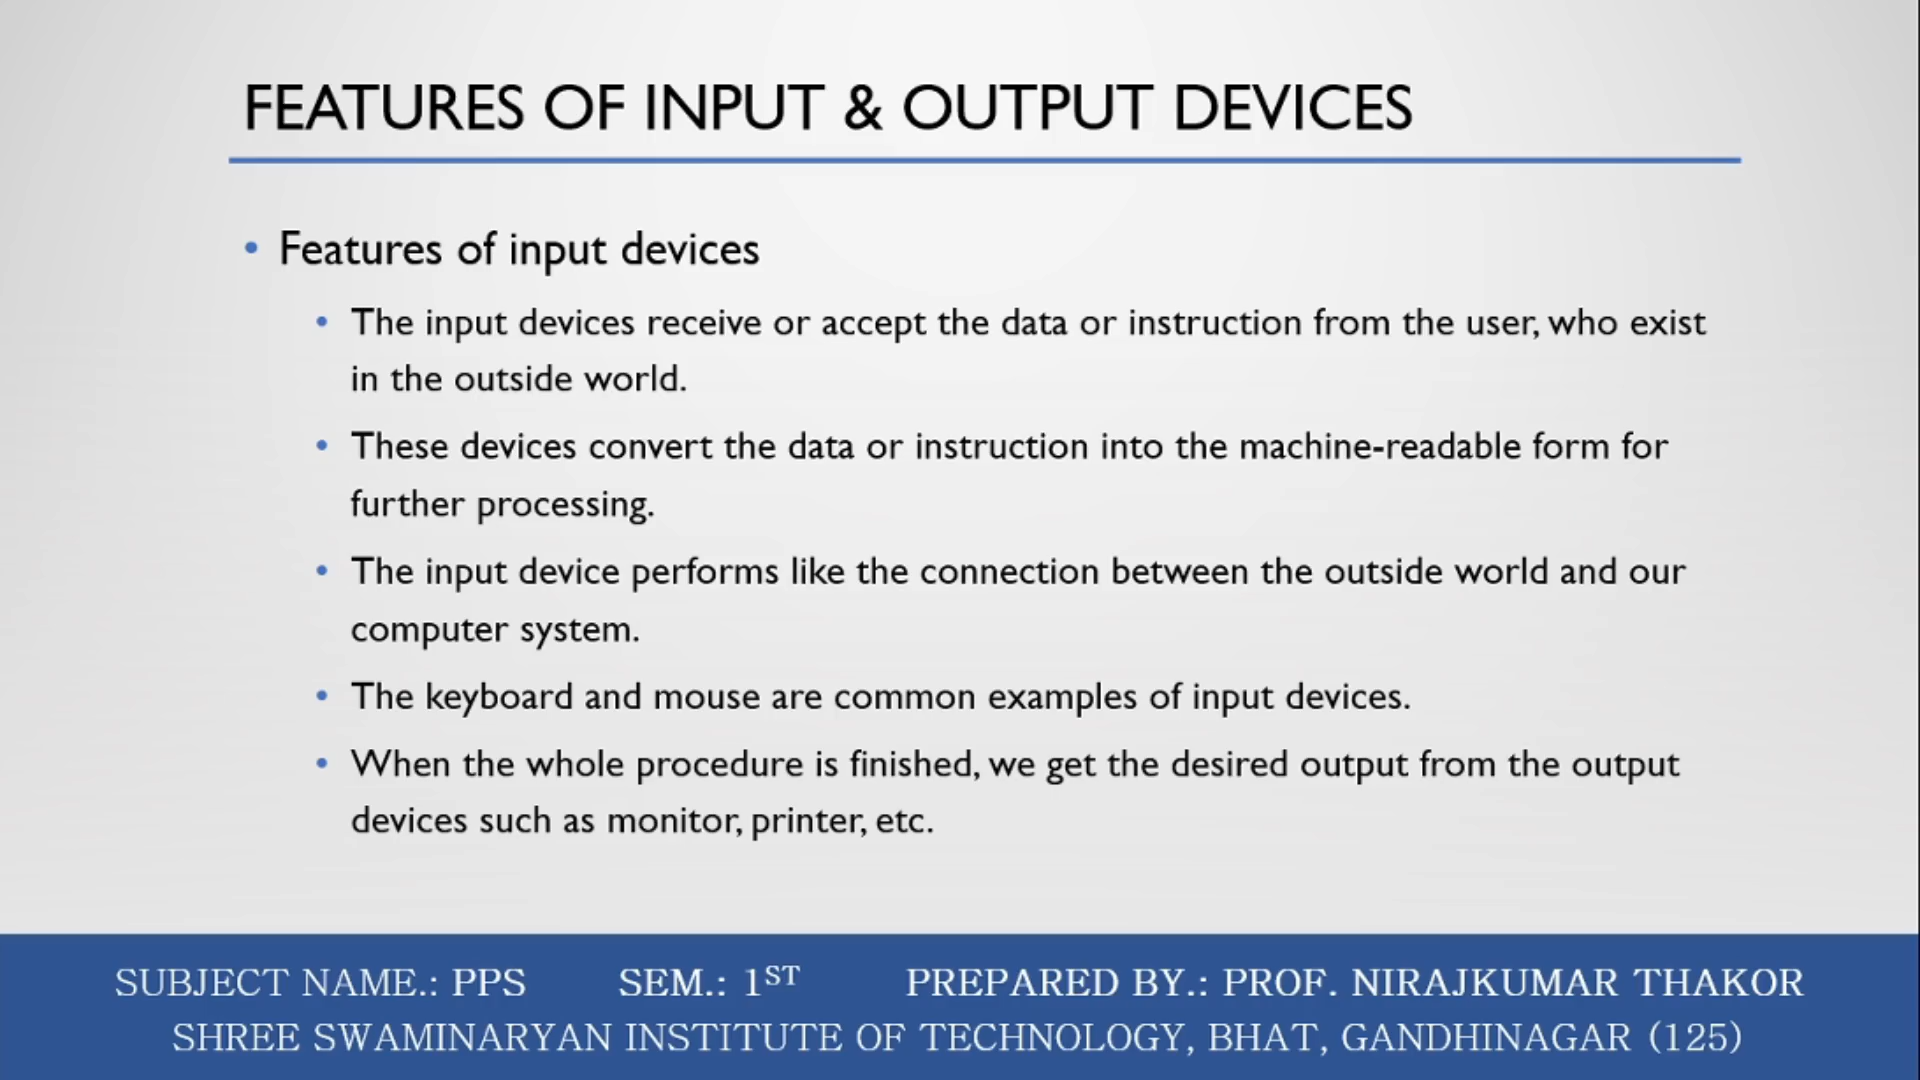 FEATURES OF INPUT & OUTPUT DEVICES
• Features of input devices
• The input devices receive or accept the data or instruction from the user, who exist
in the outside world.
• These devices convert the data or instruction into the machine-readable form for
further processing.
• The input device performs like the connection between the outside world and our
computer system.
• The keyboard and mouse are common examples of input devices.
• When the whole procedure is finished, we get the desired output from the output
devices such as monitor, printer, etc.
SUBJECT NAME.: PPS SEM.: 1ST PREPARED BY.: PROF. NIRAJKUMAR THAKOR
SHREE SWAMINARYAN INSTITUTE OF TECHNOLOGY, BHAT, GANDHINAGAR (125)